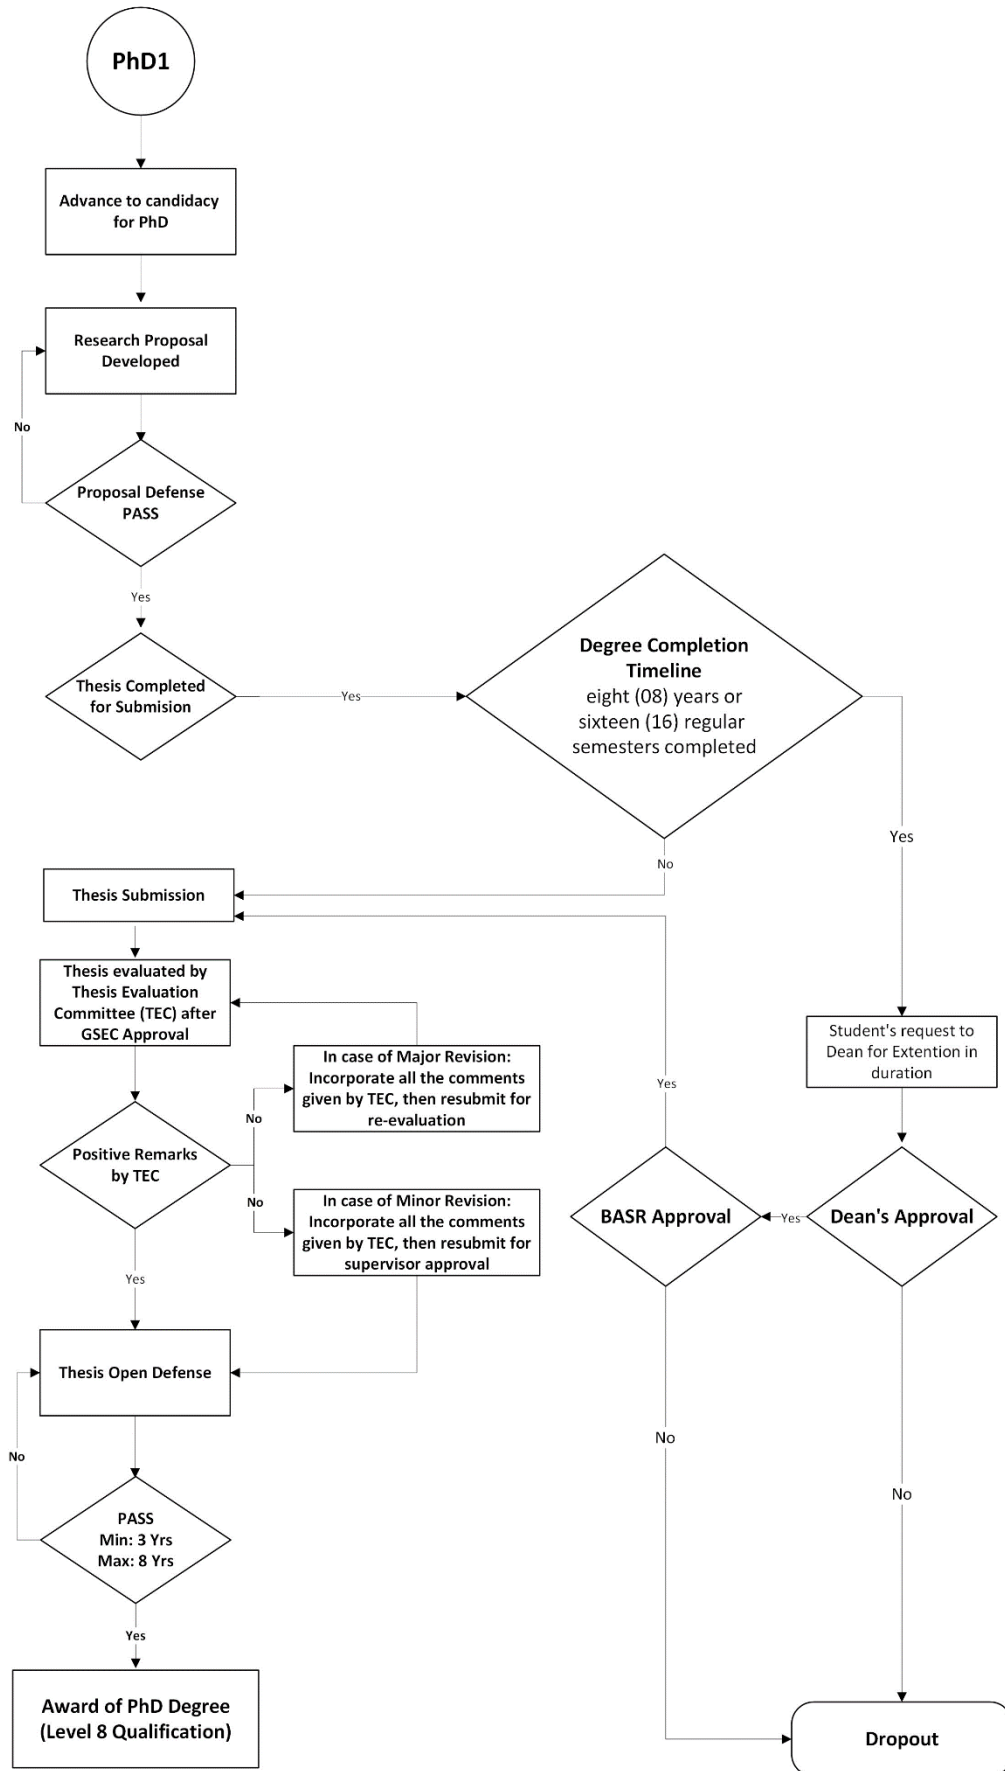 PhD1
Advance to candidacy
for PhD
Research Proposal
Developed
No
Proposal Defense
PASS
Yes
Thesis Completed
for Submision
Yes
Degree Completion
Timeline
eight (08) years or
sixteen (16) regular
semesters completed
Yes
No
Thesis Submission
Thesis evaluated by
Thesis Evaluation
Committee (TEC) after
GSEC Approval
Student's request to
Dean for Extention in
duration
In case of Major Revision:
Incorporate all the comments
given by TEC, then resubmit for
re-evaluation
Yes
No
Positive Remarks
by TEC
No
In case of Minor Revision:
Incorporate all the comments
given by TEC, then resubmit for
supervisor approval
BASR Approval
Yes
Dean's Approval
Yes
Thesis Open Defense
No
No
No
PASS
Min: 3 Yrs
Max: 8 Yrs
Yes
Award of PhD Degree
(Level 8 Qualification)
Dropout